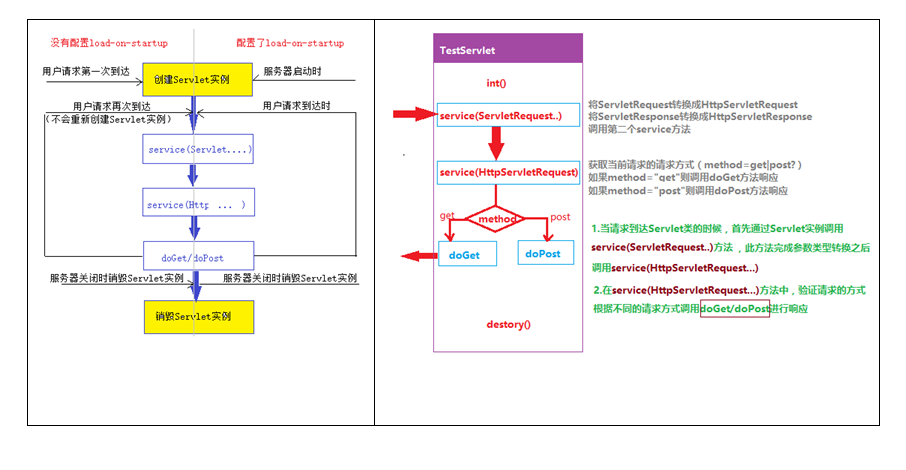 没有配置load-on-startup
配置了load-on-startup
用户请求第一次到达
创建Servlet实例
服务器启动时
用户请求再次到达
(不会重新创建Servlet实例)
用户请求到达时
service(Servlet....)
service(Http ... )
doGet/doPost
服务器关闭时销毁Servlet实例
服务器关闭时销毁Servlet实例
销毁Servlet实例
TestServlet
int()
service(ServletRequest..)
service(HttpServletRequest)
get
method
post
doGet
doPost
destory()
将ServletRequest转换成HttpServletRequest
将ServletResponse转换成HttpServletResponse
调用第二个service方法
获取当前请求的请求方式（method=get|post?）
如果method="get"则调用doGet方法响应
如果method="post"则调用doPost方法响应
1.当请求到达Servlet类的时候，首先通过Servlet实例调用
service(ServletRequest..)方法，此方法完成参数类型转换之后
调用service(HttpServletRequest...)
2.在service(HttpServletRequest...)方法中，验证请求的方式
根据不同的请求方式调用doGet/doPost进行响应